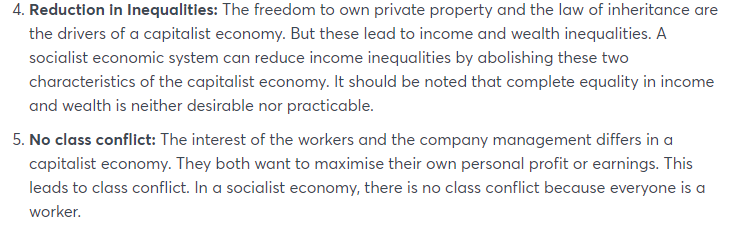 4. Reduction in Inequalities: The freedom to own private property and the law of inheritance are
the drivers of a capitalist economy. But these lead to income and wealth inequalities. A
socialist economic system can reduce income inequalities by abolishing these two
characteristics of the capitalist economy. It should be noted that complete equality in income
and wealth is neither desirable nor practicable.
5. No class conflict: The interest of the workers and the company management differs in a
capitalist economy. They both want to maximise their own personal profit or earnings. This
leads to class conflict. In a socialist economy, there is no class conflict because everyone is a
worker.